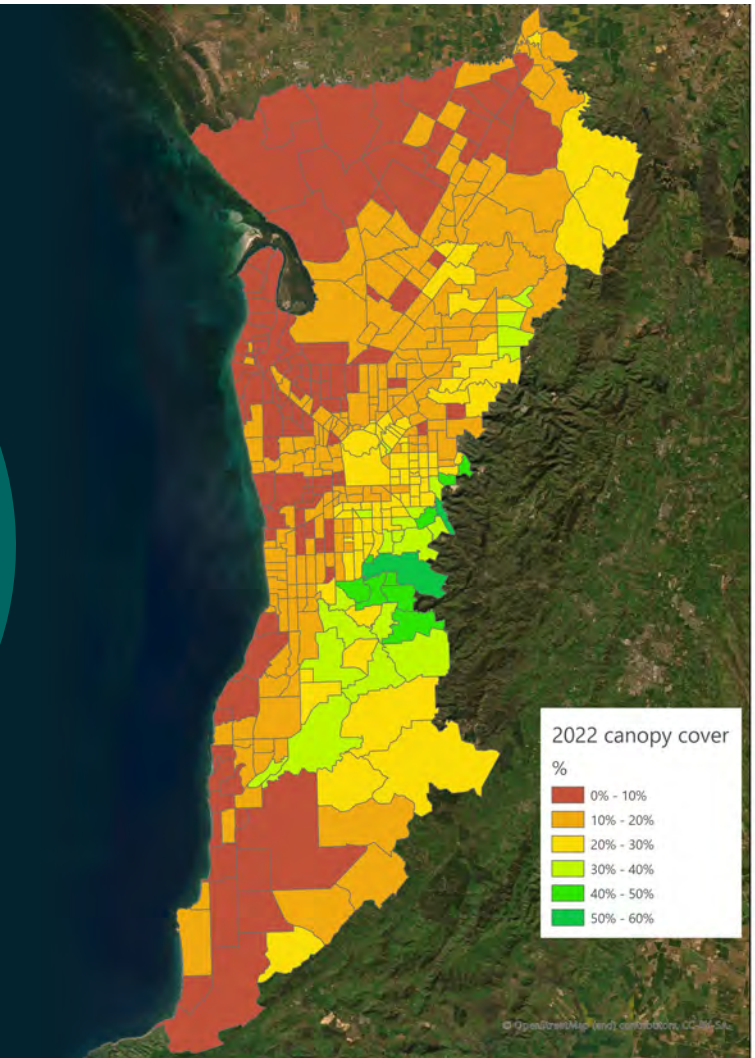 2022 canopy cover
%
0% - 10%
10% - 20%
20% - 30%
30% - 40%
40% - 50%
50% - 60%
© OpenStreetMap (and) contributors, CC-BY-SA